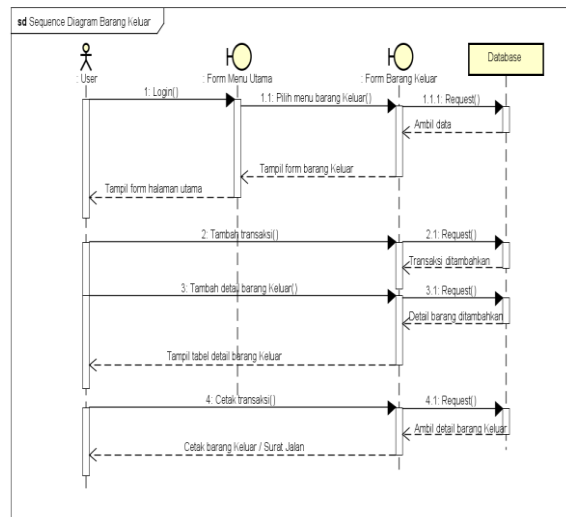 sd Sequence Diagram Barang Keluar
: User
: Form Menu Utama
: Form Barang Keluar
Database
1: Login()
1.1: Pilih menu barang Keluar()
1.1.1: Request()
Ambil data
Tampil form barang Keluar
Tampil form halaman utama
2: Tambah transaksi()
2.1: Request()
Transaksi ditambahkan
3: Tambah detail barang Keluar()
3.1: Request()
Detail barang ditambahkan
Tampil tabel detail barang Keluar
4: Cetak transaksi()
4.1: Request()
Ambil detail barang Keluar
Cetak barang Keluar / Surat Jalan